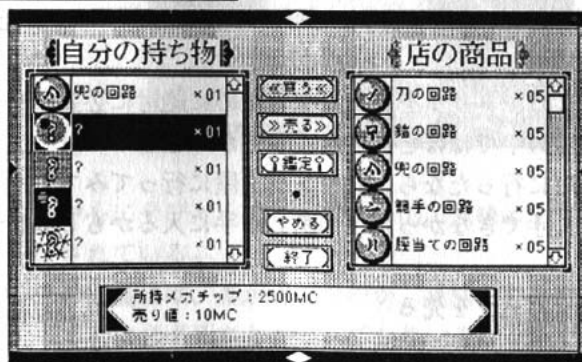 自分の持ち物
兜の回路 ×01
? ×01
? ×01
? ×01
? ×01
≪買う≪
≫売る≫
鑑定
やめる
終了
店の商品
刀の回路 ×05
鎧の回路 ×05
兜の回路 ×05
籠手の回路 ×05
脛当ての回路 ×05
所持メガチップ:2500MC
売り値:10MC